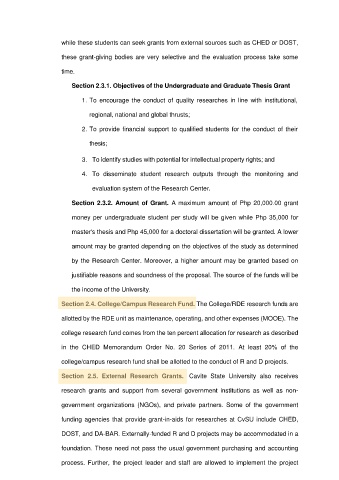 while these students can seek grants from external sources such as CHED or DOST,
these grant-giving bodies are very selective and the evaluation process take some
time.
Section 2.3.1. Objectives of the Undergraduate and Graduate Thesis Grant
1. To encourage the conduct of quality researches in line with institutional,
regional, national and global thrusts;
2. To provide financial support to qualified students for the conduct of their
thesis;
3. To identify studies with potential for intellectual property rights; and
4. To disseminate student research outputs through the monitoring and
evaluation system of the Research Center.
Section 2.3.2. Amount of Grant. A maximum amount of Php 20,000.00 grant
money per undergraduate student per study will be given while Php 35,000 for
master's thesis and Php 45,000 for a doctoral dissertation will be granted. A lower
amount may be granted depending on the objectives of the study as determined
by the Research Center. Moreover, a higher amount may be granted based on
justifiable reasons and soundness of the proposal. The source of the funds will be
the income of the University.
Section 2.4. College/Campus Research Fund. The College/RDE research funds are
allotted by the RDE unit as maintenance, operating, and other expenses (MOOE). The
college research fund comes from the ten percent allocation for research as described
in the CHED Memorandum Order No. 20 Series of 2011. At least 20% of the
college/campus research fund shall be allotted to the conduct of R and D projects.
Section 2.5. External Research Grants. Cavite State University also receives
research grants and support from several government institutions as well as non-
government organizations (NGOs), and private partners. Some of the government
funding agencies that provide grant-in-aids for researches at CvSU include CHED,
DOST, and DA-BAR. Externally-funded R and D projects may be accommodated in a
foundation. These need not pass the usual government purchasing and accounting
process. Further, the project leader and staff are allowed to implement the project